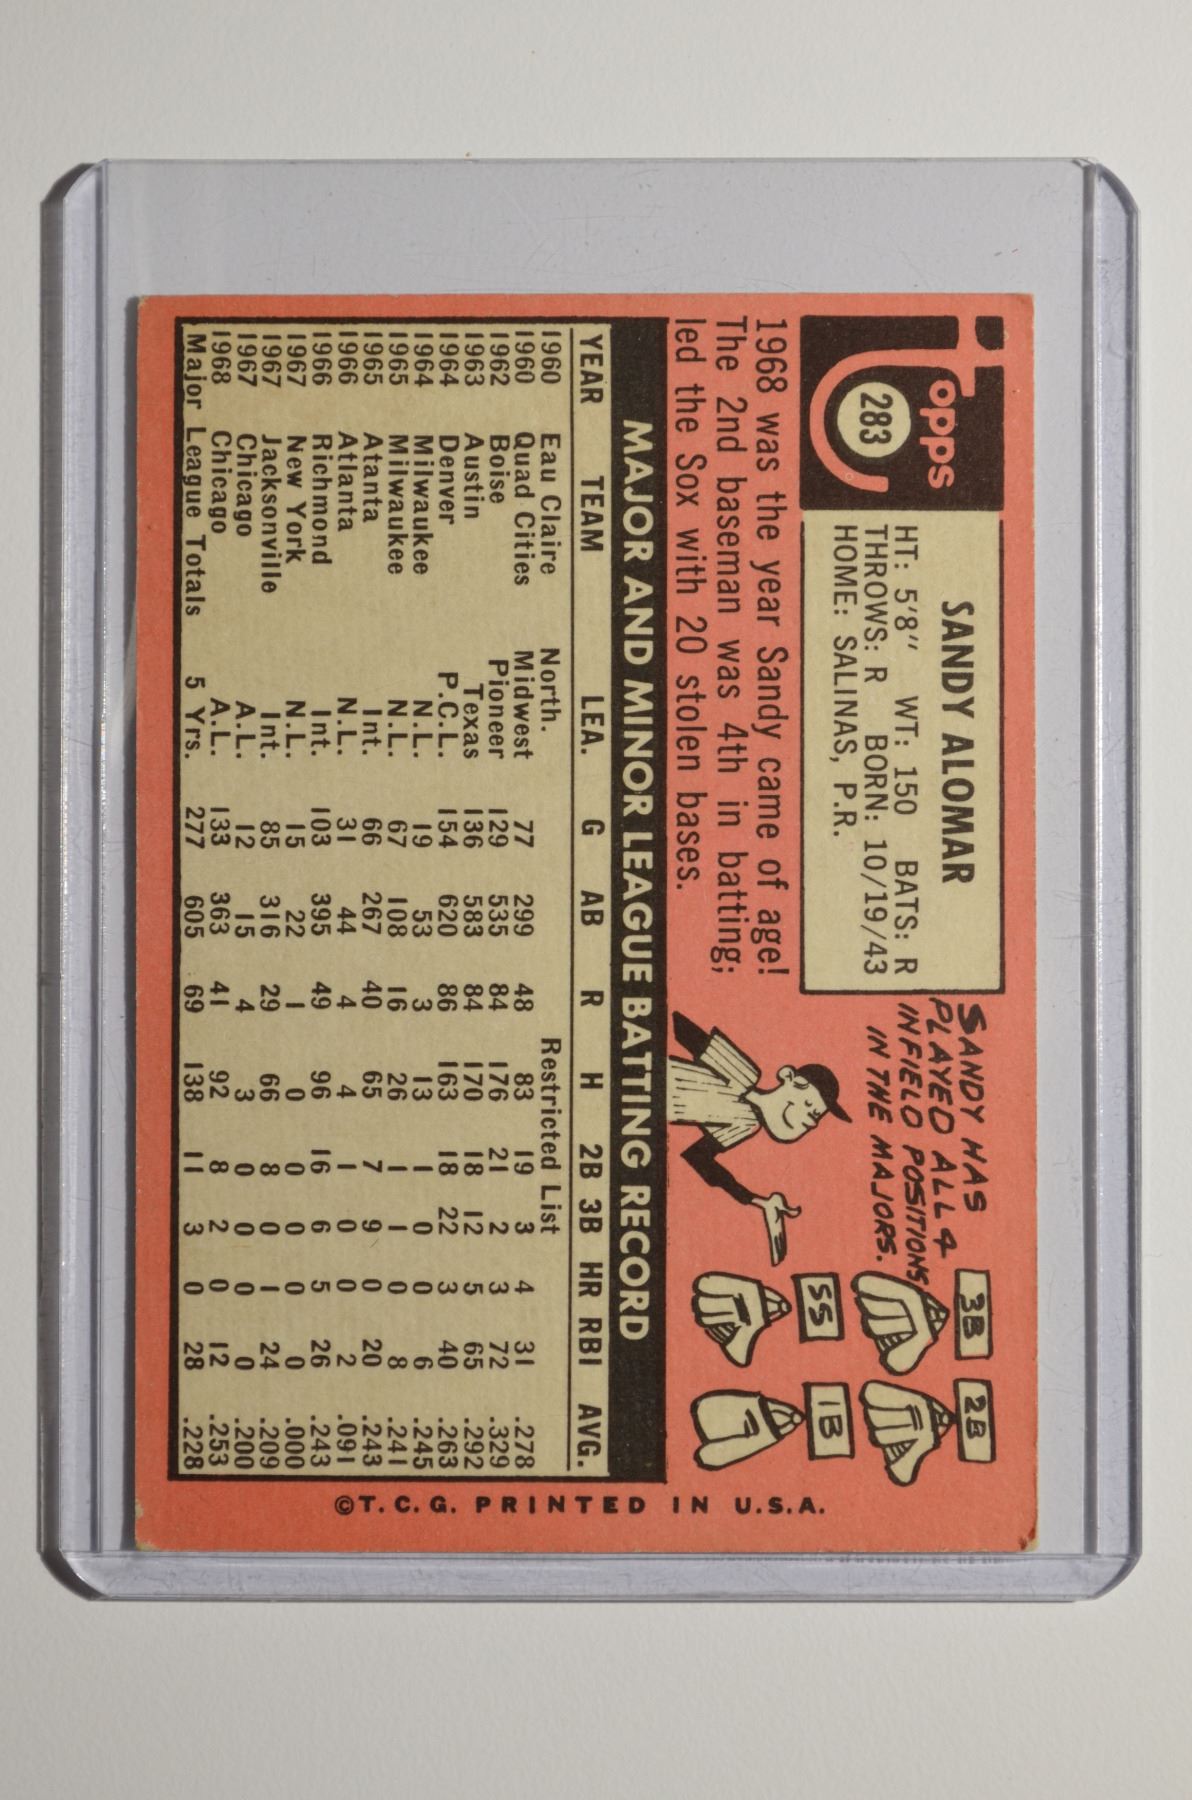 Topps
283
SANDY ALOMAR
HT: 5'8" WT: 150 BATS: R
THROWS: R BORN: 10/19/43
HOME: SALINAS, P.R.
1968 was the year Sandy came of age!
The 2nd baseman was 4th in batting;
led the Sox with 20 stolen bases.
SANDY HAS
PLAYED ALL 4
INFIELD POSITIONS
IN THE MAJORS.
3B
2B
SS
1B
MAJOR AND MINOR LEAGUE BATTING RECORD
YEAR TEAM LEA. G AB R H 2B 3B HR RBI AVG.
1960 Eau Claire North. Restricted List
1960 Quad Cities Midwest 77 299 48 83 19 3 4 31 .278
1962 Boise Pioneer 129 535 84 176 21 2 3 72 .329
1963 Austin Texas 136 583 84 170 18 12 5 65 .292
1964 Denver P.C.L. 154 620 86 163 18 22 3 40 .263
1964 Milwaukee N.L. 19 53 3 13 1 0 0 6 .245
1965 Milwaukee N.L. 67 108 16 26 1 1 0 8 .241
1965 Atanta Int. 66 267 40 65 7 9 0 20 .243
1966 Atlanta N.L. 31 44 4 4 1 0 0 2 .091
1966 Richmond Int. 103 395 49 96 16 6 5 26 .243
1967 New York N.L. 15 22 1 0 0 0 0 0 .000
1967 Jacksonville Int. 85 316 29 66 8 0 1 24 .209
1967 Chicago A.L. 12 15 4 3 0 0 0 0 .200
1968 Chicago A.L. 133 363 41 92 8 2 0 12 .253
Major League Totals 5 Yrs. 277 605 69 138 11 3 0 28 .228
©T.C.G. PRINTED IN U.S.A.